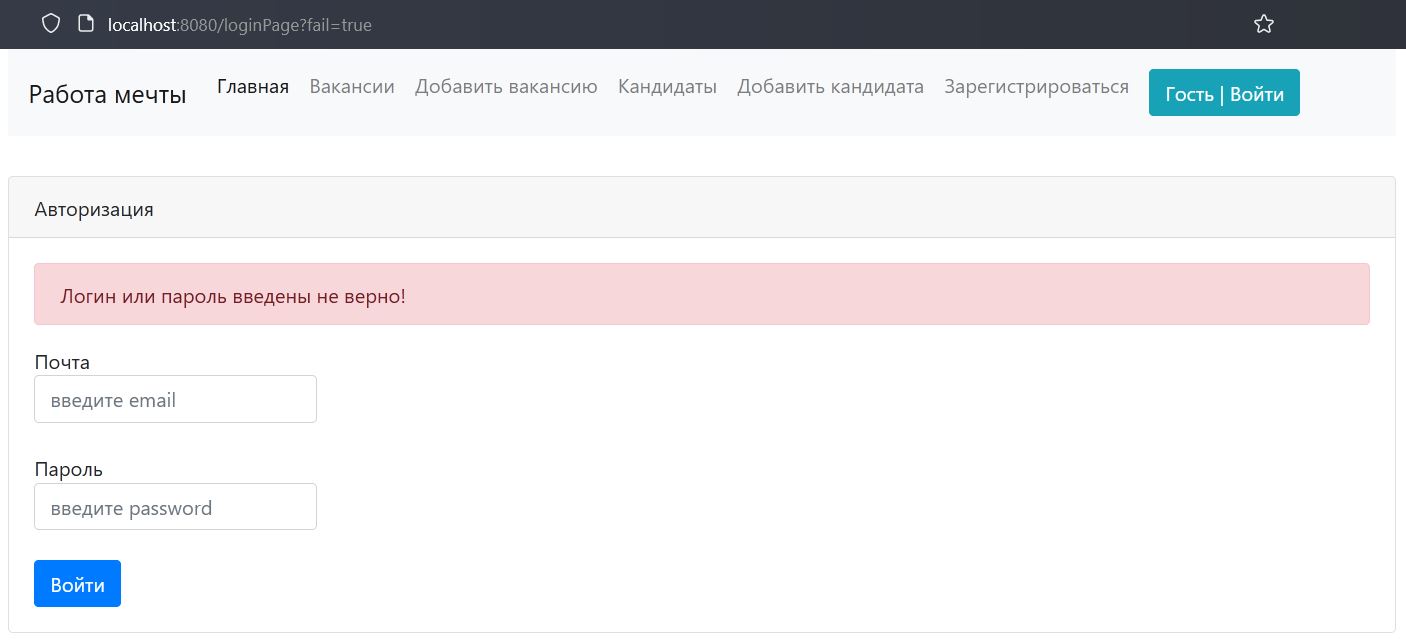 localhost:8080/loginPage?fail=true
Работа мечты Главная Вакансии Добавить вакансию Кандидаты Добавить кандидата Зарегистрироваться Гость | Войти
Авторизация
Логин или пароль введены не верно!
Почта
введите email
Пароль
введите password
Войти